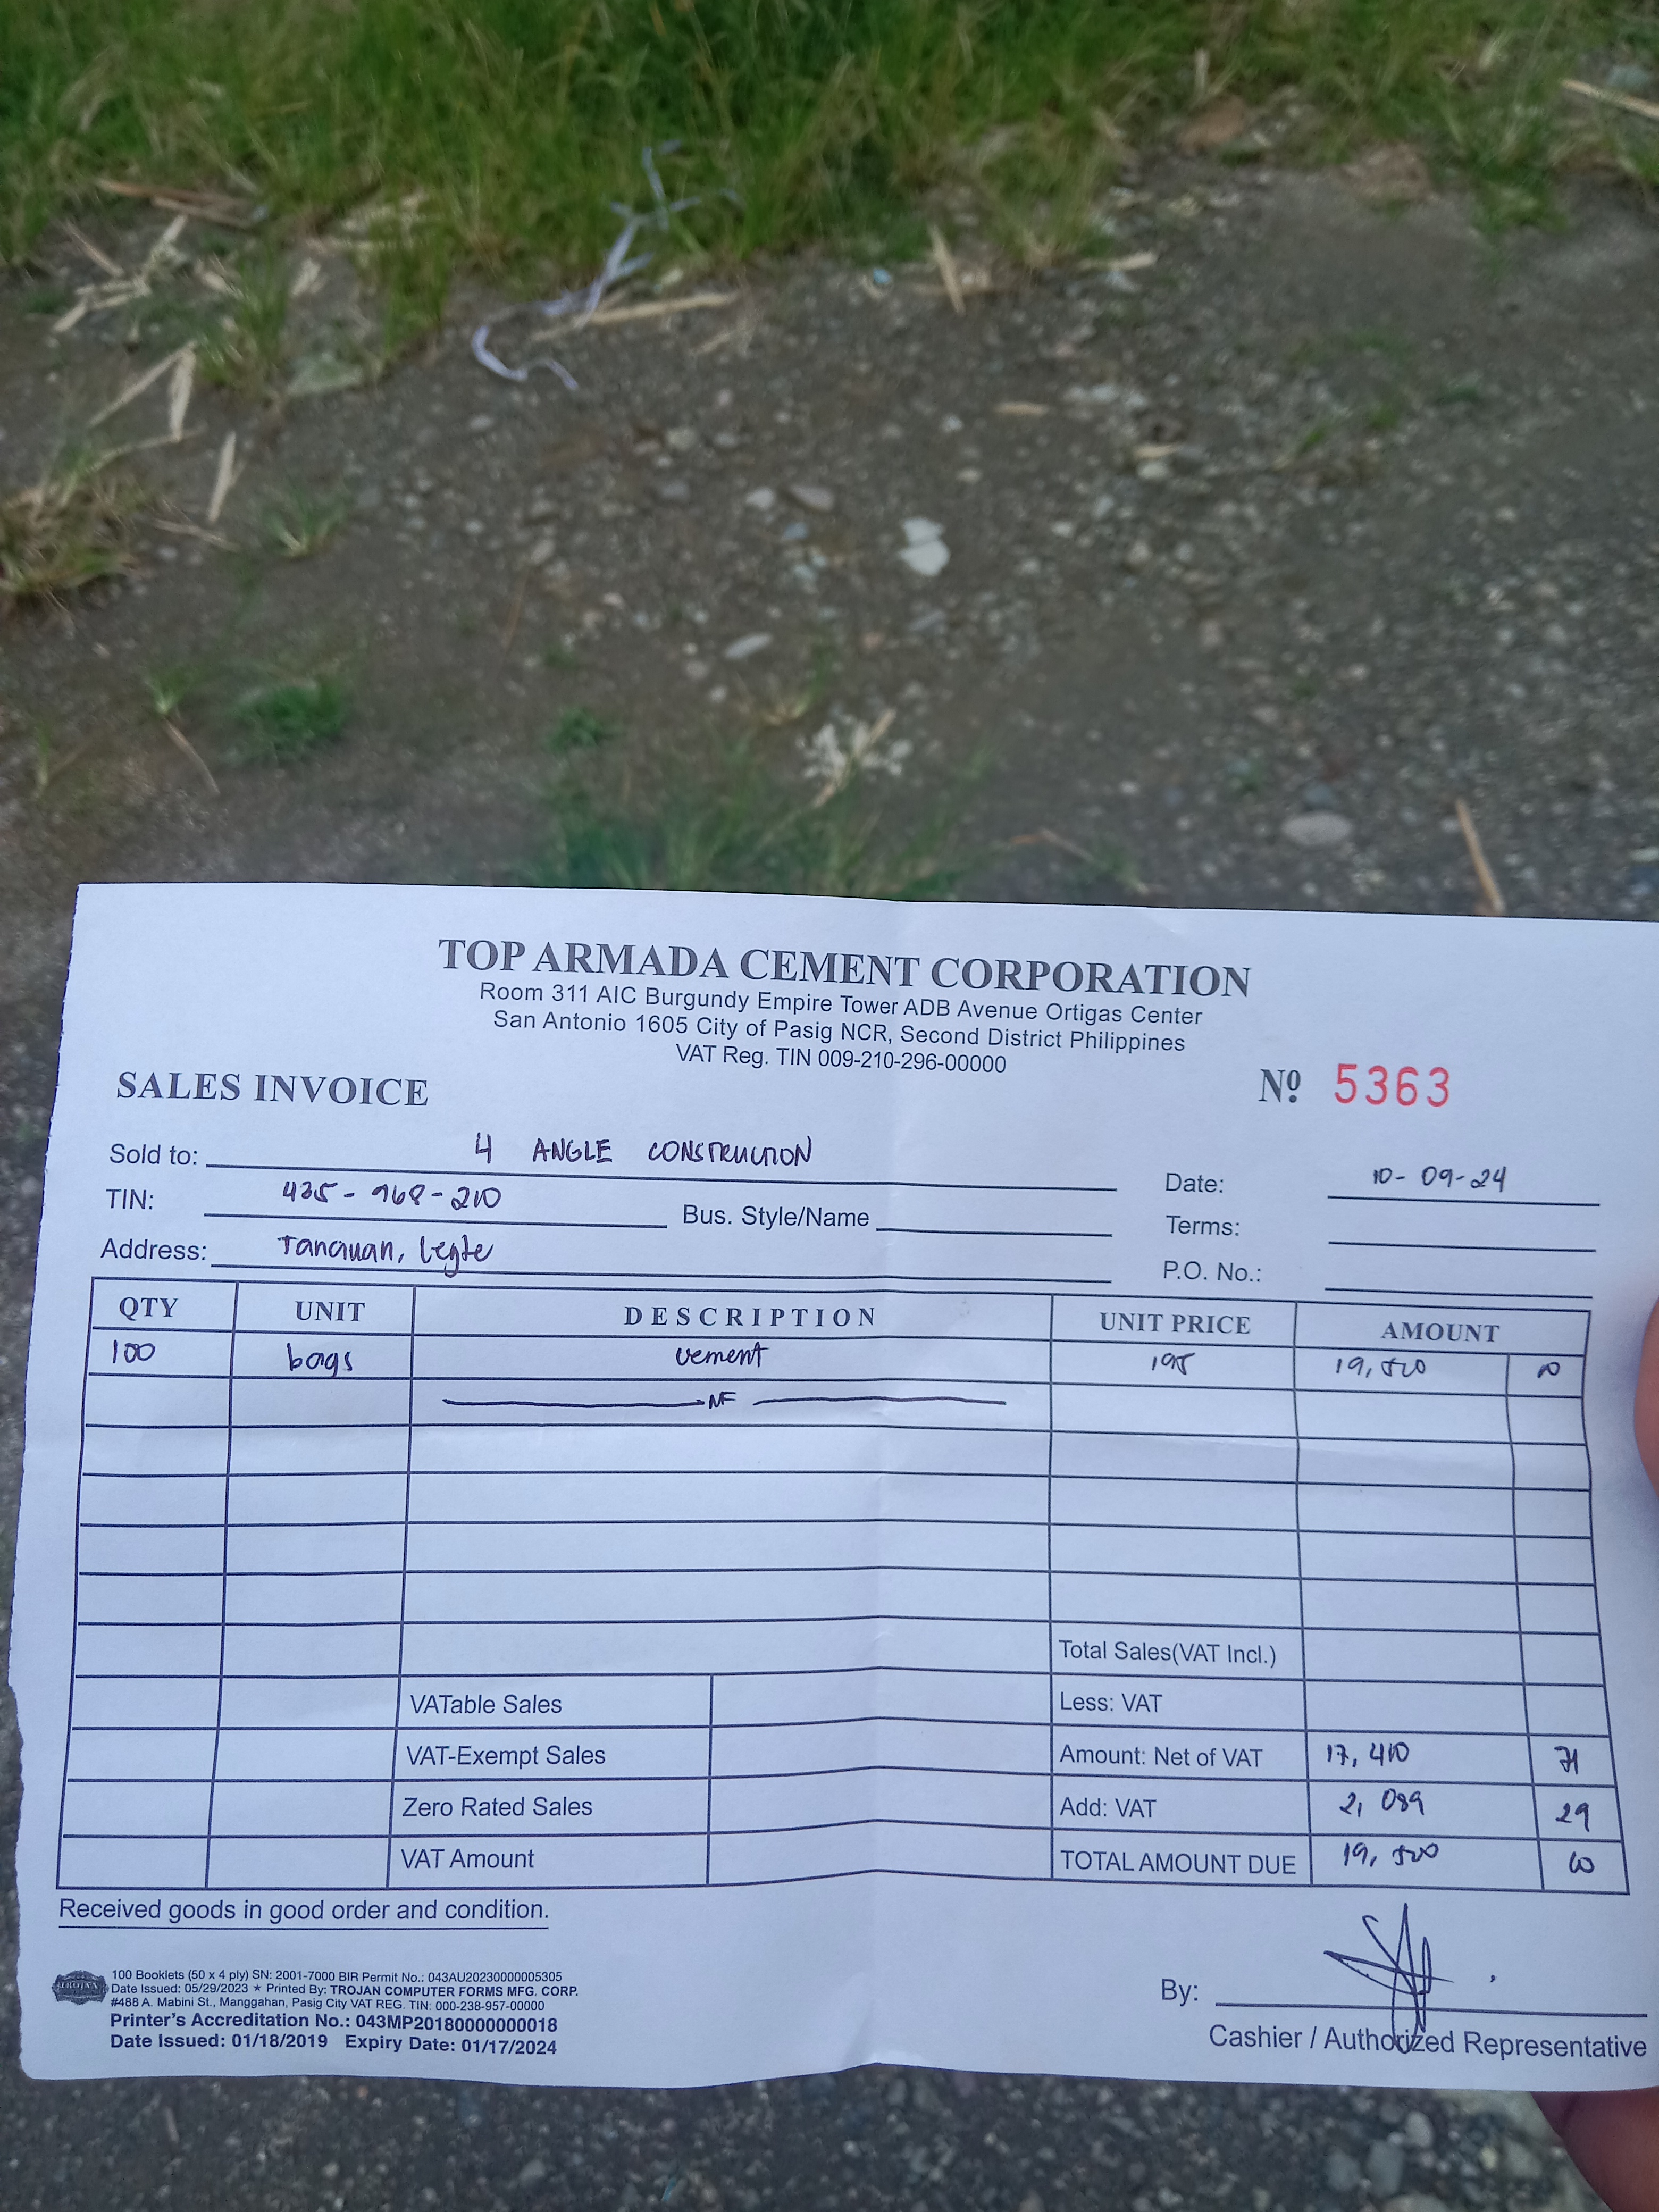 TOP ARMADA CEMENT CORPORATION
Room 311 AIC Burgundy Empire Tower ADB Avenue Ortigas Center
San Antonio 1605 City of Pasig NCR, Second District Philippines
VAT Reg. TIN 009-210-296-00000
SALES INVOICE Nº 5363
Sold to: 4 ANGLE CONSTRUCTION
Date: 10-09-24
TIN: 435-968-210 Bus. Style/Name
Terms:
Address: Tanauan, Leyte
P.O. No.:
QTY UNIT DESCRIPTION UNIT PRICE AMOUNT
100 bags cement 195 19,500 00
NF
Total Sales(VAT Incl.)
VATable Sales Less: VAT
VAT-Exempt Sales Amount: Net of VAT 17,410 71
Zero Rated Sales Add: VAT 2,089 29
VAT Amount TOTAL AMOUNT DUE 19,500 00
Received goods in good order and condition.
TROJAN
100 Booklets (50 x 4 ply) SN: 2001-7000 BIR Permit No.: 043AU20230000005305
Date Issued: 05/29/2023 ★ Printed By: TROJAN COMPUTER FORMS MFG. CORP.
#488 A. Mabini St., Manggahan, Pasig City VAT REG. TIN: 000-238-957-00000
Printer's Accreditation No.: 043MP20180000000018
Date Issued: 01/18/2019 Expiry Date: 01/17/2024
By:
Cashier / Authorized Representative